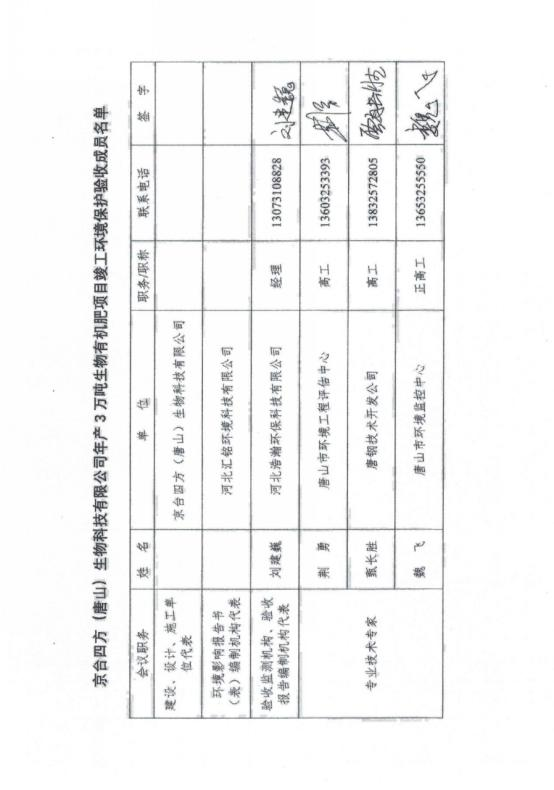 京台四方（唐山）生物科技有限公司年产 3 万吨生物有机肥项目竣工环境保护验收成员名单
会议职务 姓 名 单 位 职务/职称 联系电话 签 字
建设、设计、施工单
位代表 京台四方（唐山）生物科技有限公司
环境影响报告书
（表）编制机构代表 河北汇铭环境科技有限公司
验收监测机构、验收
报告编制机构代表 刘建巍 河北浩瀚环保科技有限公司 经理 13073108828 刘建巍
专业技术专家
荆 勇 唐山市环境工程评估中心 高工 13603253393 荆勇
甄长胜 唐钢技术开发公司 高工 13832572805
魏 飞 唐山市环境监控中心 正高工 13653255550 魏飞